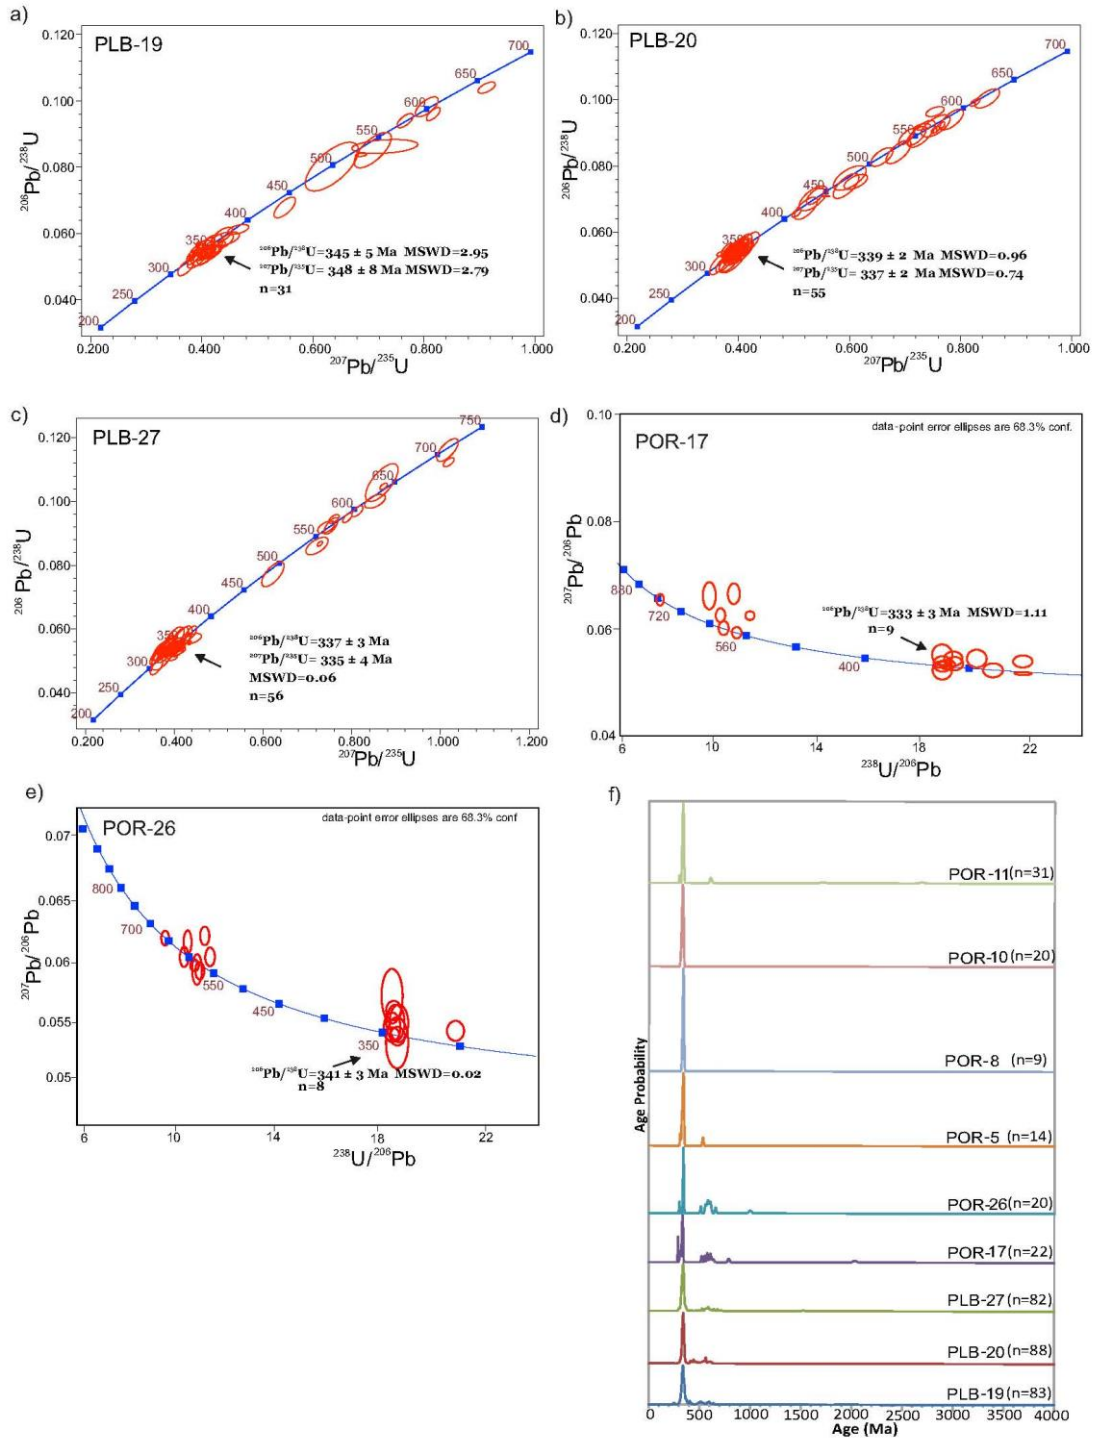 a)
PLB-19
0.120
0.100
0.080
0.060
0.040
²⁰⁶Pb/²³⁸U
200
250
300
350
400
450
500
550
600
650
700
²⁰⁶Pb/²³⁸U=345 ± 5 Ma MSWD=2.95
²⁰⁷Pb/²³⁵U= 348 ± 8 Ma MSWD=2.79
n=31
0.200 0.400 0.600 0.800 1.000
²⁰⁷Pb/²³⁵U
b)
PLB-20
0.120
0.100
0.080
0.060
0.040
²⁰⁶Pb/²³⁸U
200
250
300
350
400
450
500
550
600
650
700
²⁰⁶Pb/²³⁸U=339 ± 2 Ma MSWD=0.96
²⁰⁷Pb/²³⁵U= 337 ± 2 Ma MSWD=0.74
n=55
0.200 0.400 0.600 0.800 1.000
²⁰⁷Pb/²³⁵U
c)
PLB-27
0.120
0.100
0.080
0.060
0.040
²⁰⁶Pb/²³⁸U
200
250
300
350
400
450
500
550
600
650
700
750
²⁰⁶Pb/²³⁸U=337 ± 3 Ma
²⁰⁷Pb/²³⁵U= 335 ± 4 Ma
MSWD=0.06
n=56
0.200 0.400 0.600 0.800 1.000 1.200
²⁰⁷Pb/²³⁵U
d)
data-point error ellipses are 68.3% conf.
POR-17
0.10
0.08
0.06
0.04
²⁰⁷Pb/²⁰⁶Pb
880
720
560
400
²⁰⁶Pb/²³⁸U=333 ± 3 Ma MSWD=1.11
n=9
6 10 14 18 22
²³⁸U/²⁰⁶Pb
e)
data-point error ellipses are 68.3% conf
POR-26
0.07
0.065
0.06
0.055
0.05
²⁰⁷Pb/²⁰⁶Pb
800
700
550
450
350
²⁰⁶Pb/²³⁸U=341 ± 3 Ma MSWD=0.02
n=8
6 10 14 18 22
²³⁸U/²⁰⁶Pb
f)
Age Probability
POR-11(n=31)
POR-10(n=20)
POR-8 (n=9)
POR-5 (n=14)
POR-26(n=20)
POR-17(n=22)
PLB-27(n=82)
PLB-20(n=88)
PLB-19(n=83)
0 500 1000 1500 2000 2500 3000 3500 4000
Age (Ma)